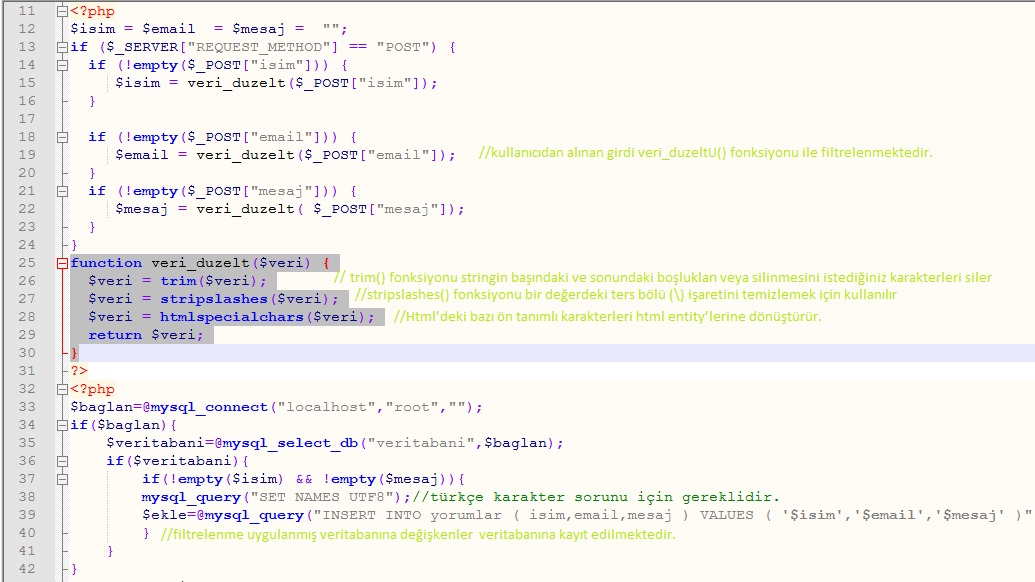 11 <?php
12 $isim = $email  = $mesaj =  "";
13 if ($_SERVER["REQUEST_METHOD"] == "POST") {
14   if (!empty($_POST["isim"])) {
15     $isim = veri_duzelt($_POST["isim"]);
16   }
17
18   if (!empty($_POST["email"])) {
19     $email = veri_duzelt($_POST["email"]);   //kullanıcıdan alınan girdi veri_duzeltU() fonksiyonu ile filtrelenmektedir.
20   }
21   if (!empty($_POST["mesaj"])) {
22     $mesaj = veri_duzelt( $_POST["mesaj"]);
23   }
24 }
25 function veri_duzelt($veri) {
26   $veri = trim($veri);   // trim() fonksiyonu stringin başındaki ve sonundaki boşlukları veya silinmesini istediğiniz karakterleri siler
27   $veri = stripslashes($veri);   //stripslashes() fonksiyonu bir değerdeki ters bölü (\) işaretini temizlemek için kullanılır
28   $veri = htmlspecialchars($veri);   //Html'deki bazı ön tanımlı karakterleri html entity'lerine dönüştürür.
29   return $veri;
30 }
31 ?>
32 <?php
33 $baglan=@mysql_connect("localhost","root","");
34 if($baglan){
35     $veritabani=@mysql_select_db("veritabani",$baglan);
36     if($veritabani){
37         if(!empty($isim) && !empty($mesaj)){
38         mysql_query("SET NAMES UTF8");//türkçe karakter sorunu için gereklidir.
39         $ekle=@mysql_query("INSERT INTO yorumlar ( isim,email,mesaj ) VALUES ( '$isim','$email','$mesaj' )"
40         }  //filtrelenme uygulanmış veritabanına değişkenler  veritabanına kayıt edilmektedir.
41     }
42 }